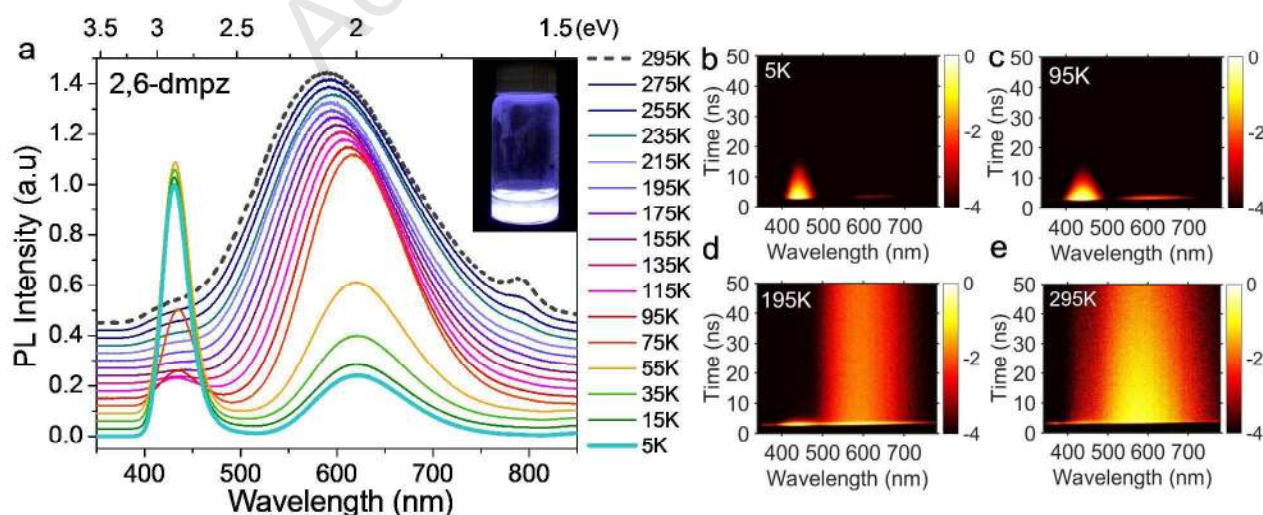 3.5 3 2.5 2 1.5 (eV)
a
2,6-dmpz
PL Intensity (a.u)
1.4
1.2
1.0
0.8
0.6
0.4
0.2
0.0
400 500 600 700 800
Wavelength (nm)
295K
275K
255K
235K
215K
195K
175K
155K
135K
115K
95K
75K
55K
35K
15K
5K
b
5K
Time (ns)
50
40
30
20
10
0
400 500 600 700
Wavelength (nm)
0
-2
-4
c
95K
Time (ns)
50
40
30
20
10
0
400 500 600 700
Wavelength (nm)
0
-2
-4
d
195K
Time (ns)
50
40
30
20
10
0
400 500 600 700
Wavelength (nm)
0
-2
-4
e
295K
Time (ns)
50
40
30
20
10
0
400 500 600 700
Wavelength (nm)
0
-2
-4